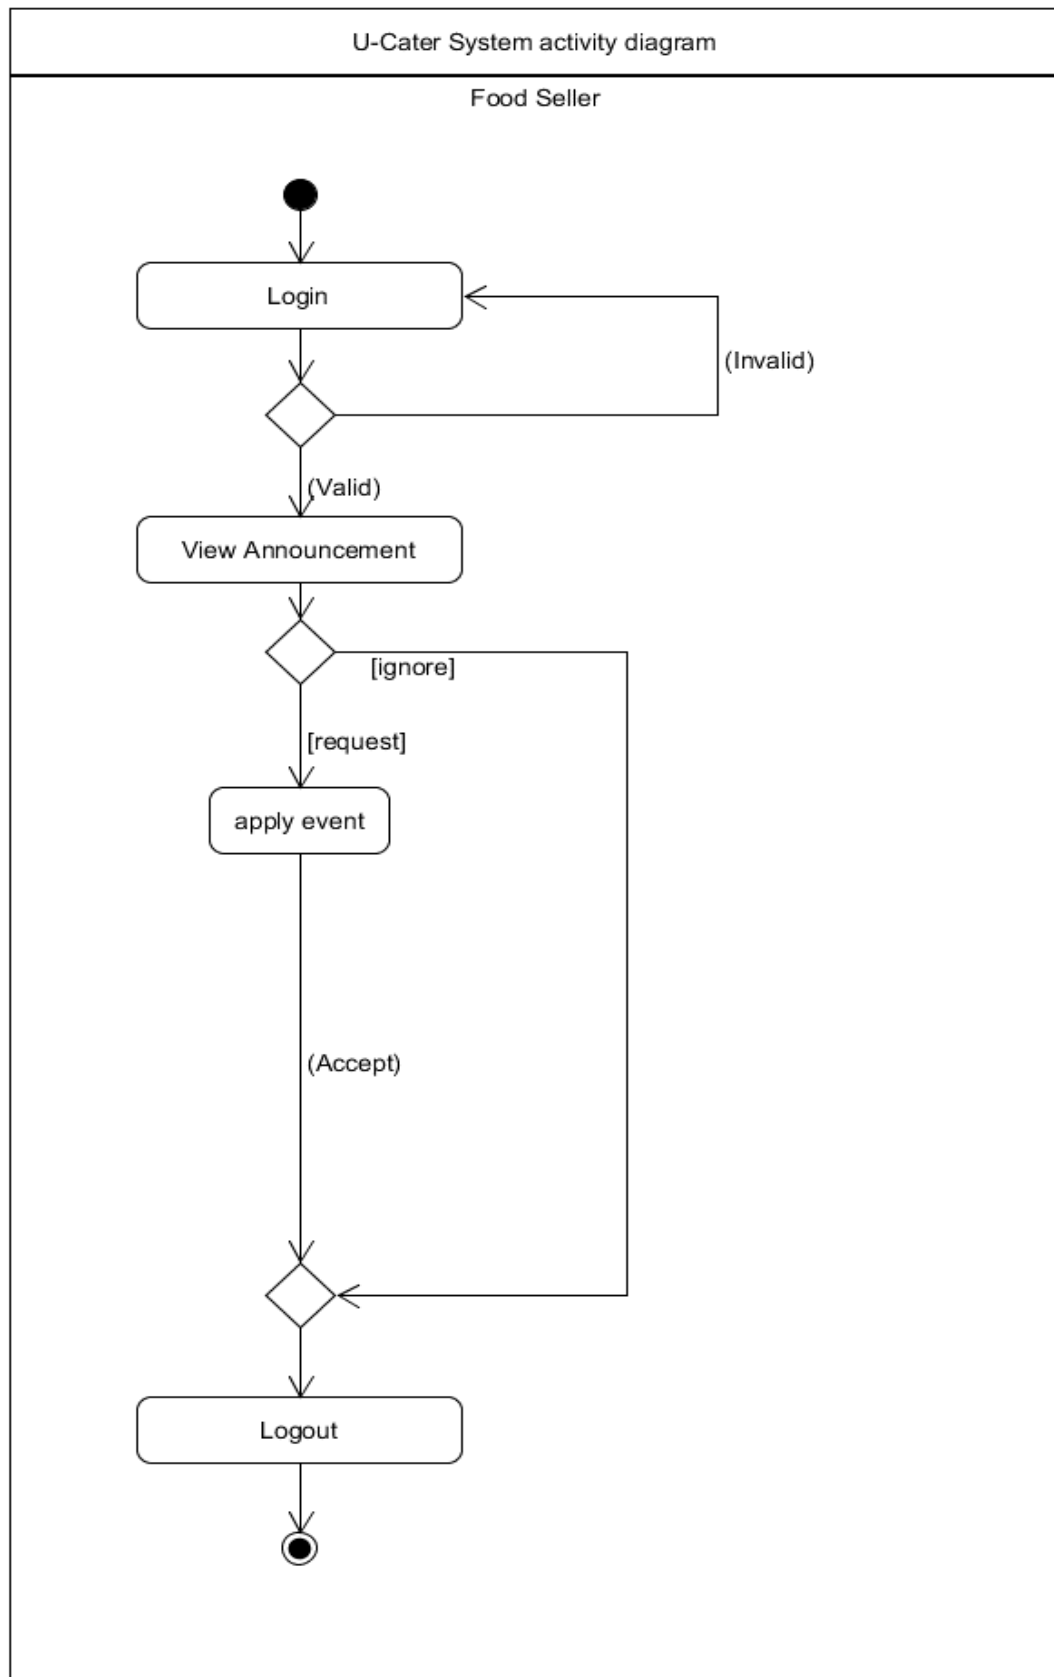 U-Cater System activity diagram
Food Seller
Login
(Invalid)
(Valid)
View Announcement
[ignore]
[request]
apply event
(Accept)
Logout